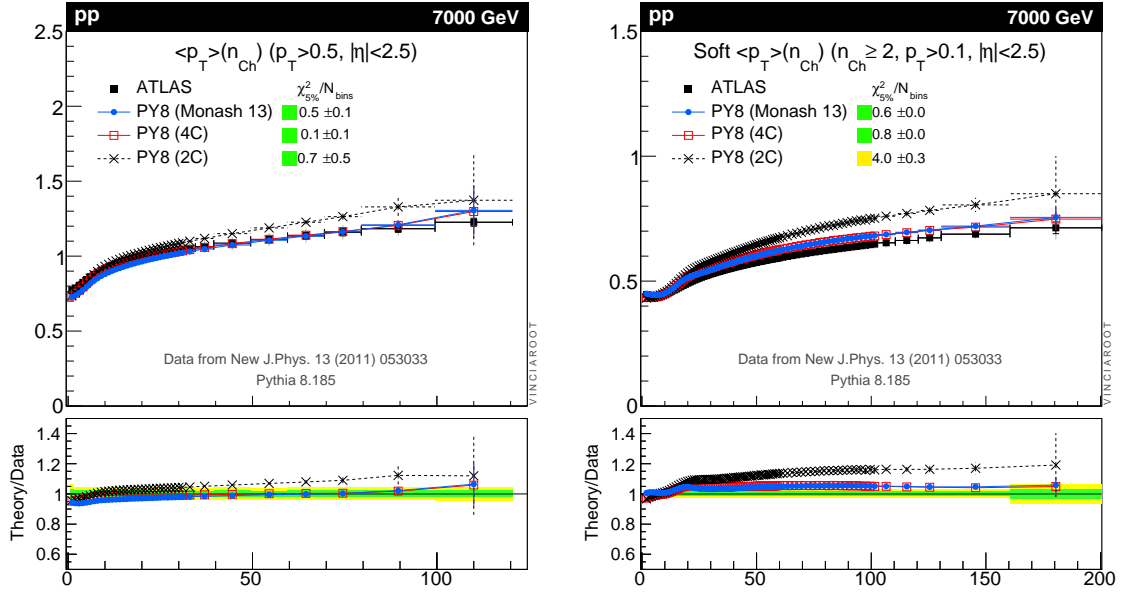 pp 7000 GeV
2.5
2
1.5
1
0.5
0
<p_T>(n_Ch) (p_T>0.5, |η|<2.5)
χ²_5%/N_bins
ATLAS
PY8 (Monash 13) 0.5 ±0.1
PY8 (4C) 0.1 ±0.1
PY8 (2C) 0.7 ±0.5
Data from New J.Phys. 13 (2011) 053033
Pythia 8.185
VINCIAROOT
Theory/Data
1.4
1.2
1
0.8
0.6
0 50 100
pp 7000 GeV
1.5
1
0.5
0
Soft <p_T>(n_Ch) (n_Ch ≥ 2, p_T>0.1, |η|<2.5)
χ²_5%/N_bins
ATLAS
PY8 (Monash 13) 0.6 ±0.0
PY8 (4C) 0.8 ±0.0
PY8 (2C) 4.0 ±0.3
Data from New J.Phys. 13 (2011) 053033
Pythia 8.185
VINCIAROOT
Theory/Data
1.4
1.2
1
0.8
0.6
0 50 100 150 200